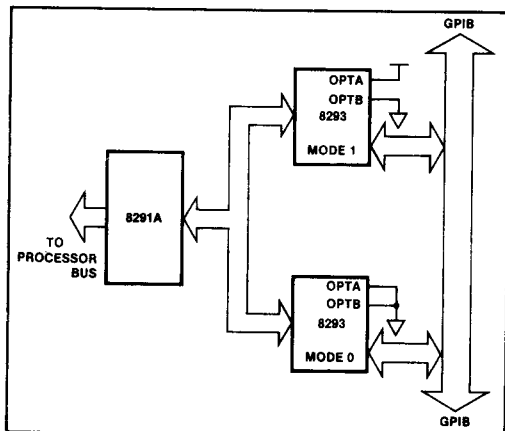 GPIB
OPTA
OPTB
8293
MODE 1
8291A
TO
PROCESSOR
BUS
OPTA
OPTB
8293
MODE 0
GPIB